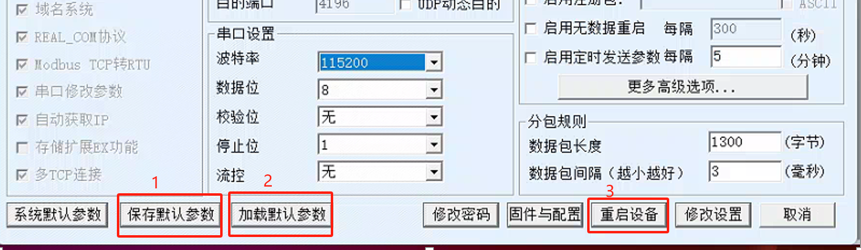 域名系统
REAL_COM协议
Modbus TCP转RTU
串口修改参数
自动获取IP
存储扩展EX功能
多TCP连接
目的端口 4196 UDP动态目的
串口设置
波特率 115200
数据位 8
校验位 无
停止位 1
流控 无
启用注册包: ASCII
启用无数据重启 每隔 300 (秒)
启用定时发送参数 每隔 5 (分钟)
更多高级选项...
分包规则
数据包长度 1300 (字节)
数据包间隔（越小越好） 3 (毫秒)
1 2 3
系统默认参数 保存默认参数 加载默认参数 修改密码 固件与配置 重启设备 修改设置 取消